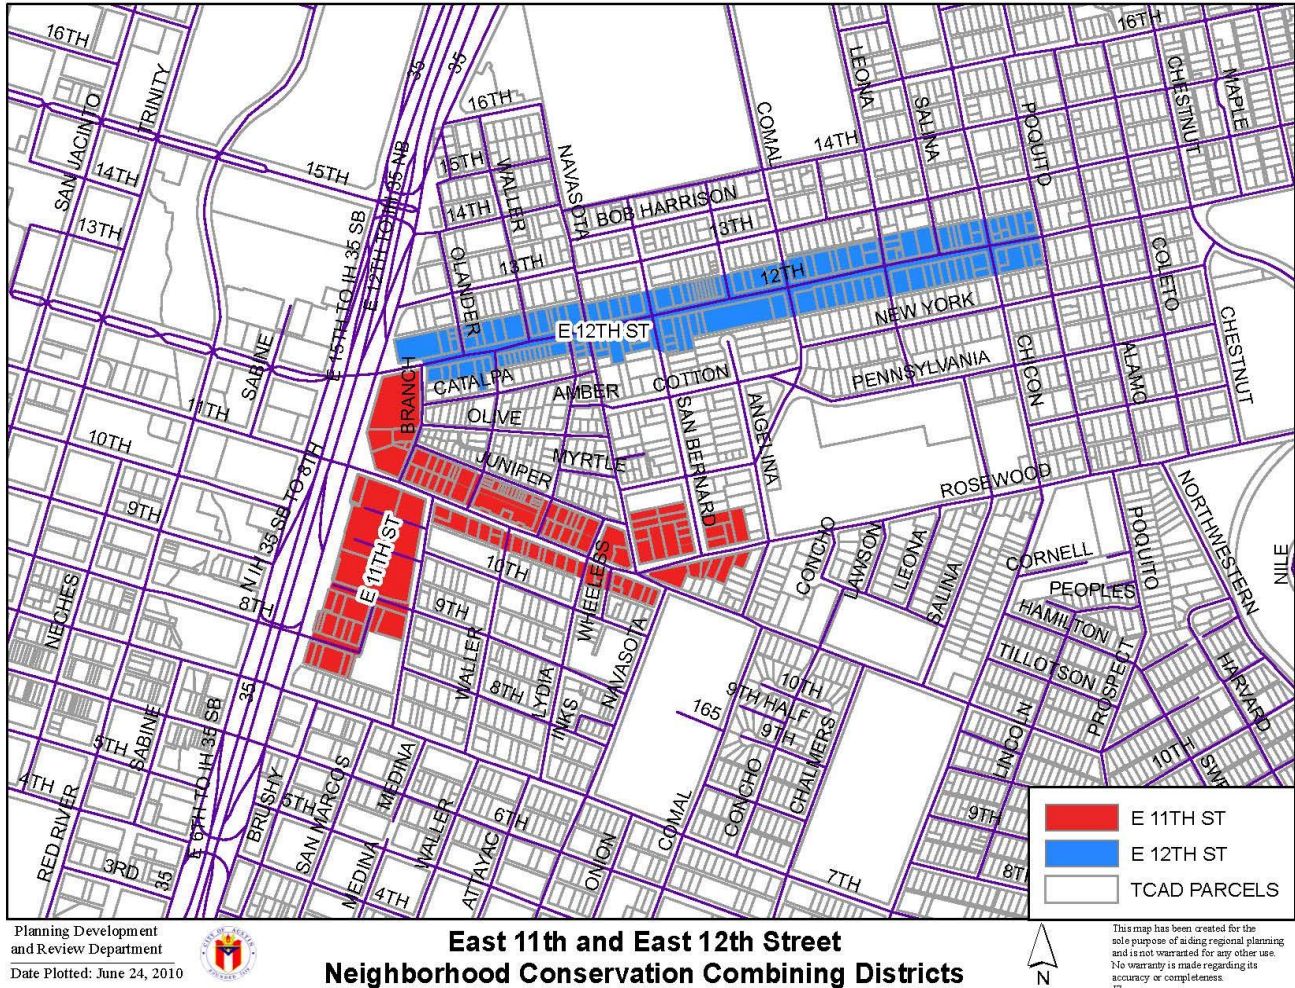 16TH
SAN JACINTO
TRINITY
14TH
13TH
15TH
35
35
E 15TH TO IH 35 SB
E 12TH TO IH 35 NB
16TH
15TH
14TH
WALLER
NAVASOTA
OLANDER
13TH
BOB HARRISON
13TH
COMAL
14TH
LEONA
SALINA
POQUITO
16TH
CHESTNUT
MAPLE
12TH
E 12TH ST
NEW YORK
PENNSYLVANIA
COLETO
CHESTNUT
CHICON
ALAMO
SABINE
BRANCH
CATALPA
AMBER
COTTON
OLIVE
MYRTLE
JUNIPER
SAN BERNARD
ANGELINA
11TH
10TH
9TH
8TH
N IH 35 SB TO 8TH
E 11TH ST
10TH
9TH
8TH
WHEELESS
WALLER
LYDIA
INKS
NAVASOTA
ROSEWOOD
CONCHO
LAWSON
LEONA
SALINA
CORNELL
PEOPLES
POQUITO
NORTHWESTERN
NILE
HAMILTON
TILLOTSON
PROSPECT
HARVARD
LINCOLN
10TH
9TH
8TH
10TH
9TH HALF
9TH
165
CHALMERS
CONCHO
COMAL
7TH
NECHES
SABINE
5TH
4TH
RED RIVER
3RD
35
35
E 6TH TO IH 35 SB
BRUSHY
5TH
SAN MARCOS
MEDINA
MEDINA
WALLER
4TH
6TH
ATTAYAC
ONION
E 11TH ST
E 12TH ST
TCAD PARCELS
Planning Development
and Review Department
Date Plotted: June 24, 2010
CITY OF AUSTIN
East 11th and East 12th Street
Neighborhood Conservation Combining Districts
N
This map has been created for the
sole purpose of aiding regional planning
and is not warranted for any other use.
No warranty is made regarding its
accuracy or completeness.